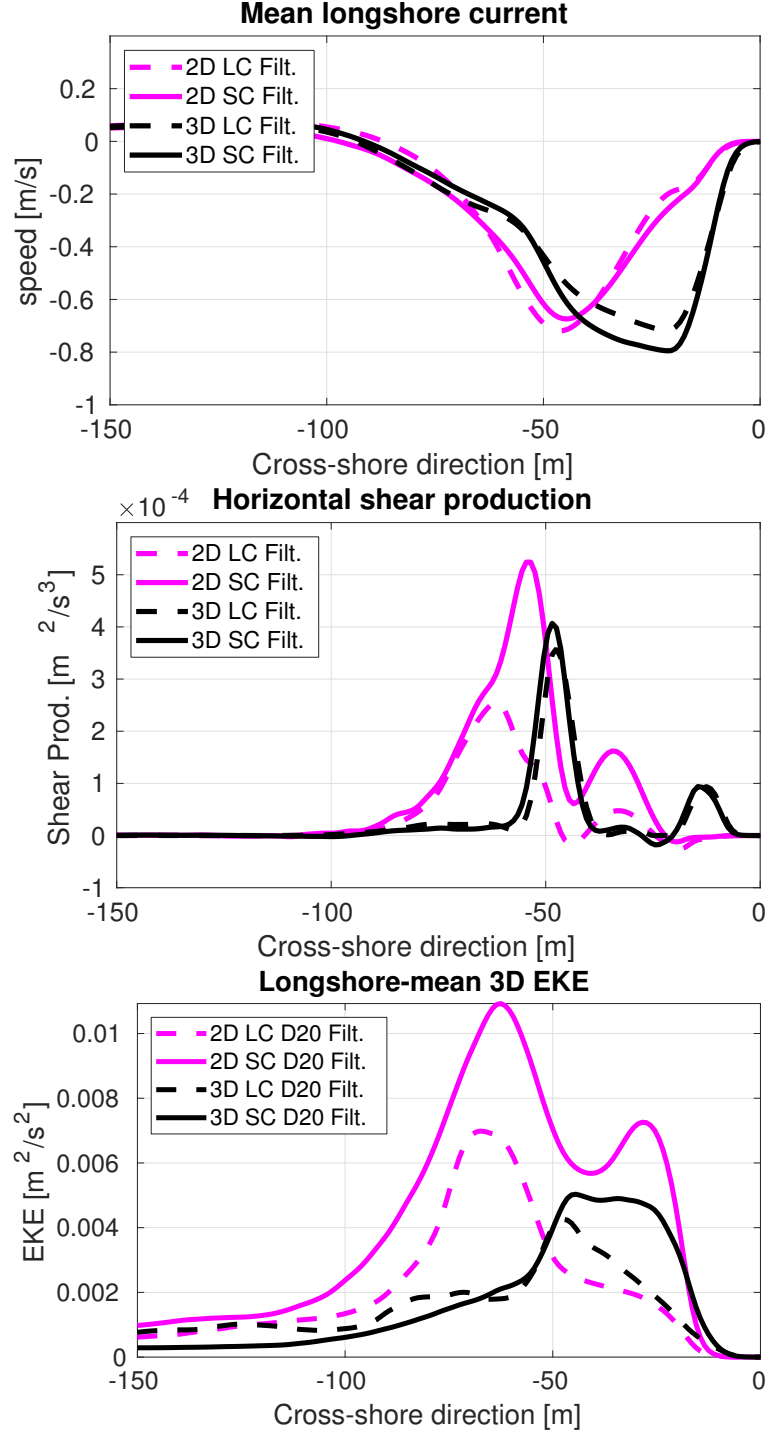 Mean longshore current
2D LC Filt.
2D SC Filt.
3D LC Filt.
3D SC Filt.
0.2
0
-0.2
-0.4
-0.6
-0.8
-1
speed [m/s]
-150
-100
-50
0
Cross-shore direction [m]
×10 -4
Horizontal shear production
2D LC Filt.
2D SC Filt.
3D LC Filt.
3D SC Filt.
5
4
3
2
1
0
-1
Shear Prod. [m 2/s3]
-150
-100
-50
0
Cross-shore direction [m]
Longshore-mean 3D EKE
2D LC D20 Filt.
2D SC D20 Filt.
3D LC D20 Filt.
3D SC D20 Filt.
0.01
0.008
0.006
0.004
0.002
0
EKE [m 2/s2]
-150
-100
-50
0
Cross-shore direction [m]